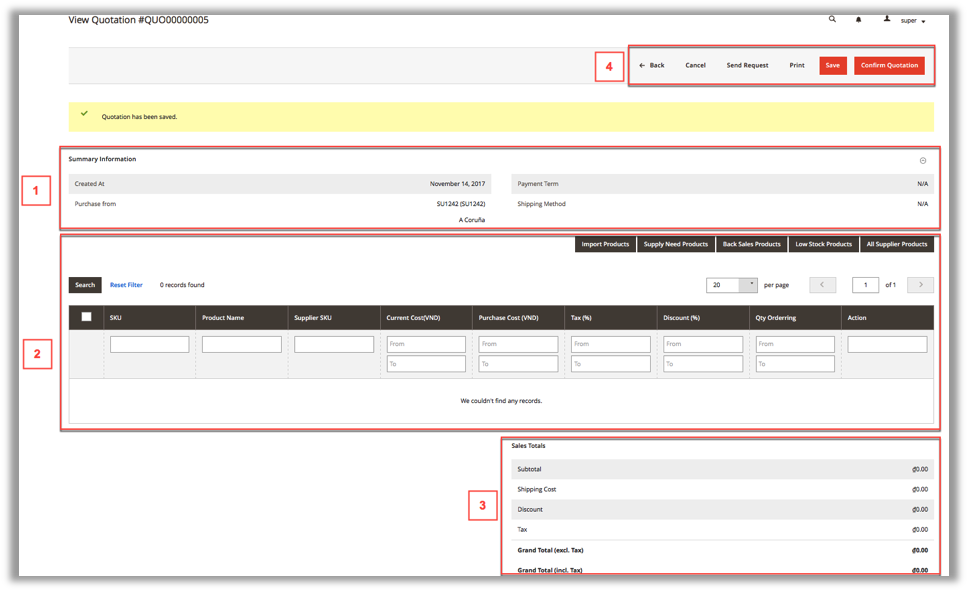 View Quotation #QUO00000005
super
4
← Back Cancel Send Request Print Save Confirm Quotation
Quotation has been saved.
1
Summary Information
Created At November 14, 2017 Payment Term N/A
Purchase from SU1242 (SU1242) Shipping Method N/A
A Coruña
2
Import Products Supply Need Products Back Sales Products Low Stock Products All Supplier Products
Search Reset Filter 0 records found 20 per page < 1 of 1 >
SKU Product Name Supplier SKU Current Cost(VND) Purchase Cost (VND) Tax (%) Discount (%) Qty Orderring Action
From From From From From
To To To To To
We couldn't find any records.
3
Sales Totals
Subtotal ₫0.00
Shipping Cost ₫0.00
Discount ₫0.00
Tax ₫0.00
Grand Total (excl. Tax) ₫0.00
Grand Total (incl. Tax) ₫0.00